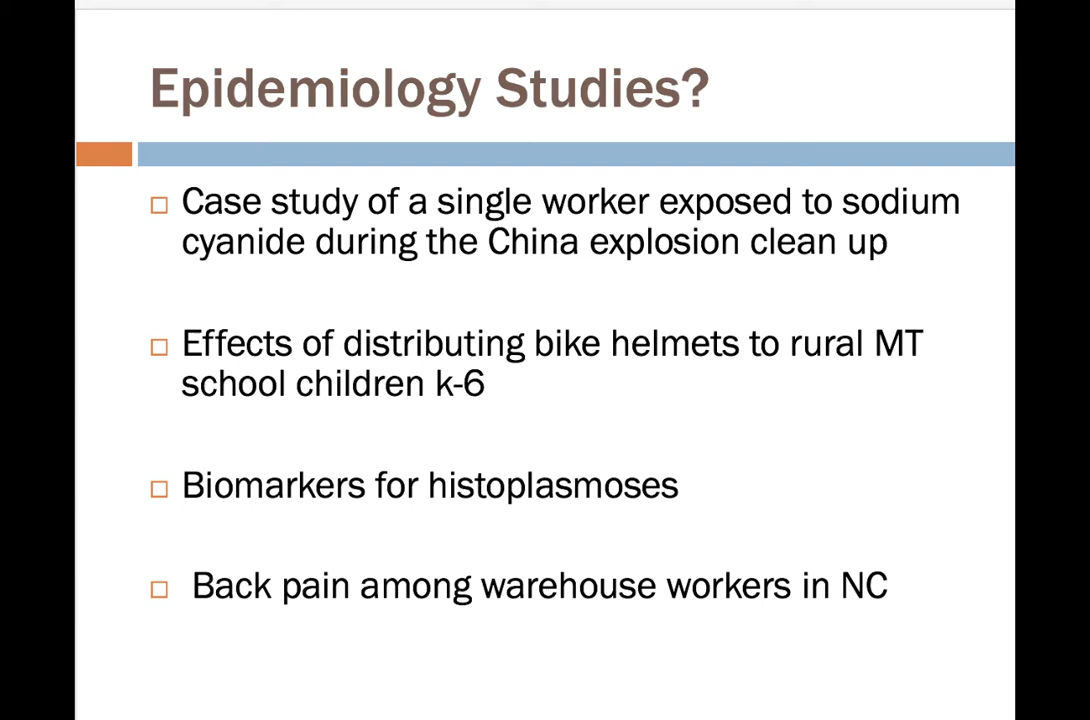 Epidemiology Studies?
Case study of a single worker exposed to sodium
cyanide during the China explosion clean up
Effects of distributing bike helmets to rural MT
school children k-6
Biomarkers for histoplasmoses
Back pain among warehouse workers in NC